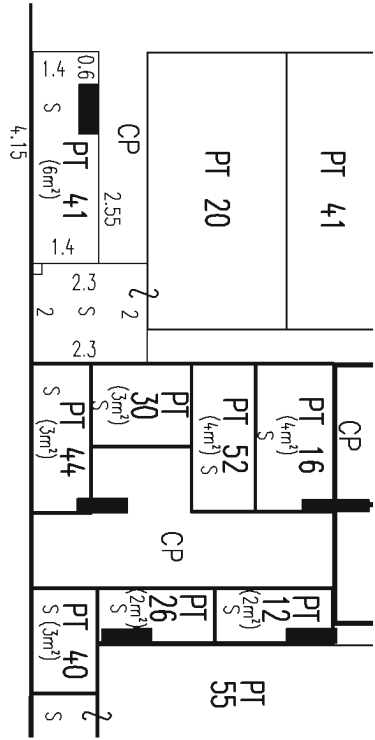 1.4
0.6
S
PT 41
(6m²)
1.4
4.15
CP
2.55
PT 20
PT 41
2.3
S
2
2
2.3
S
PT 44
(3m²)
PT
30
(3m²)
S
PT 52
(4m²)
S
PT 16
(4m²)
S
CP
CP
PT 40
S (3m²)
PT
26
(2m²)
S
PT
12
(2m²)
S
S
PT
55